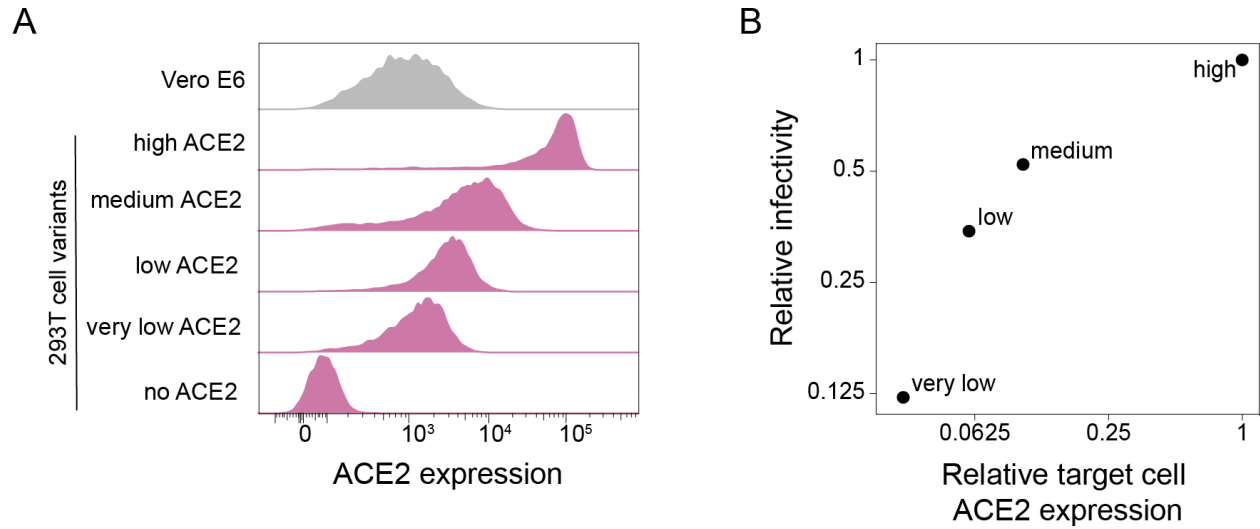 A
Vero E6
high ACE2
medium ACE2
low ACE2
very low ACE2
no ACE2
293T cell variants
0 10³ 10⁴ 10⁵
ACE2 expression
B
1
0.5
0.25
0.125
Relative infectivity
high
medium
low
very low
0.0625 0.25 1
Relative target cell
ACE2 expression